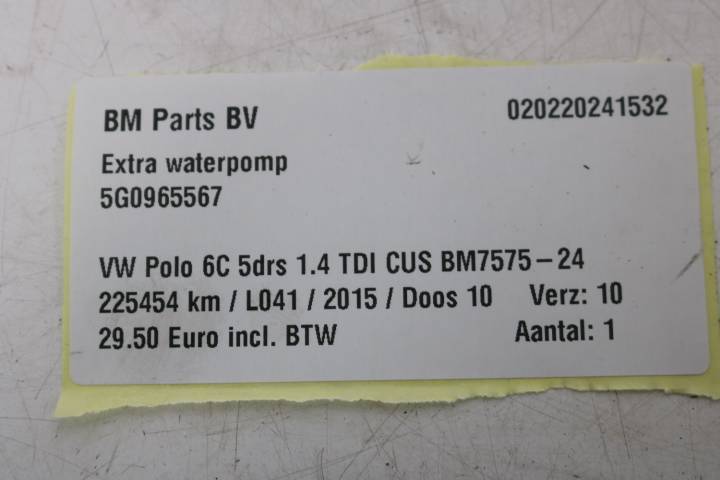 BM Parts BV 020220241532
Extra waterpomp
5G0965567
VW Polo 6C 5drs 1.4 TDI CUS BM7575-24
225454 km / L041 / 2015 / Doos 10 Verz: 10
29.50 Euro incl. BTW Aantal: 1